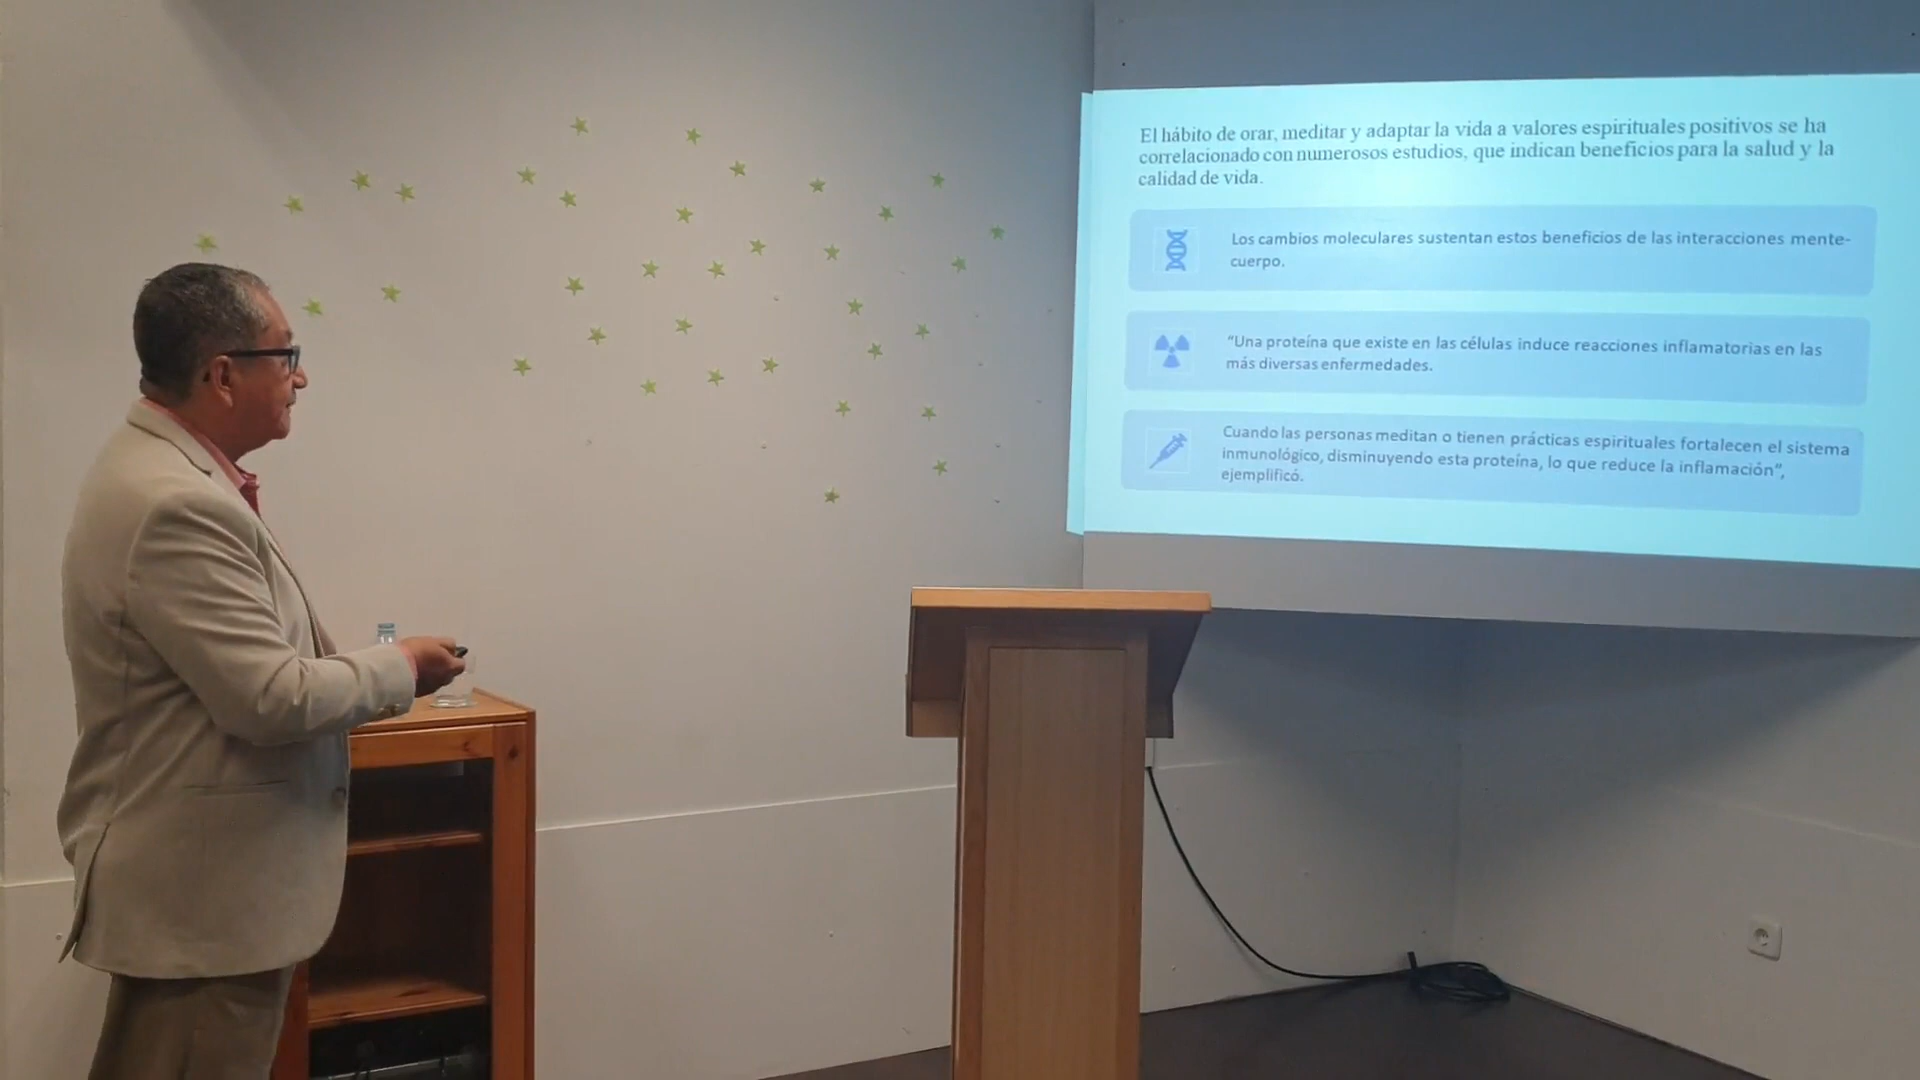 El hábito de orar, meditar y adaptar la vida a valores espirituales positivos se ha
correlacionado con numerosos estudios, que indican beneficios para la salud y la
calidad de vida.
Los cambios moleculares sustentan estos beneficios de las interacciones mente-
cuerpo.
“Una proteína que existe en las células induce reacciones inflamatorias en las
más diversas enfermedades.
Cuando las personas meditan o tienen prácticas espirituales fortalecen el sistema
inmunológico, disminuyendo esta proteína, lo que reduce la inflamación”,
ejemplificó.